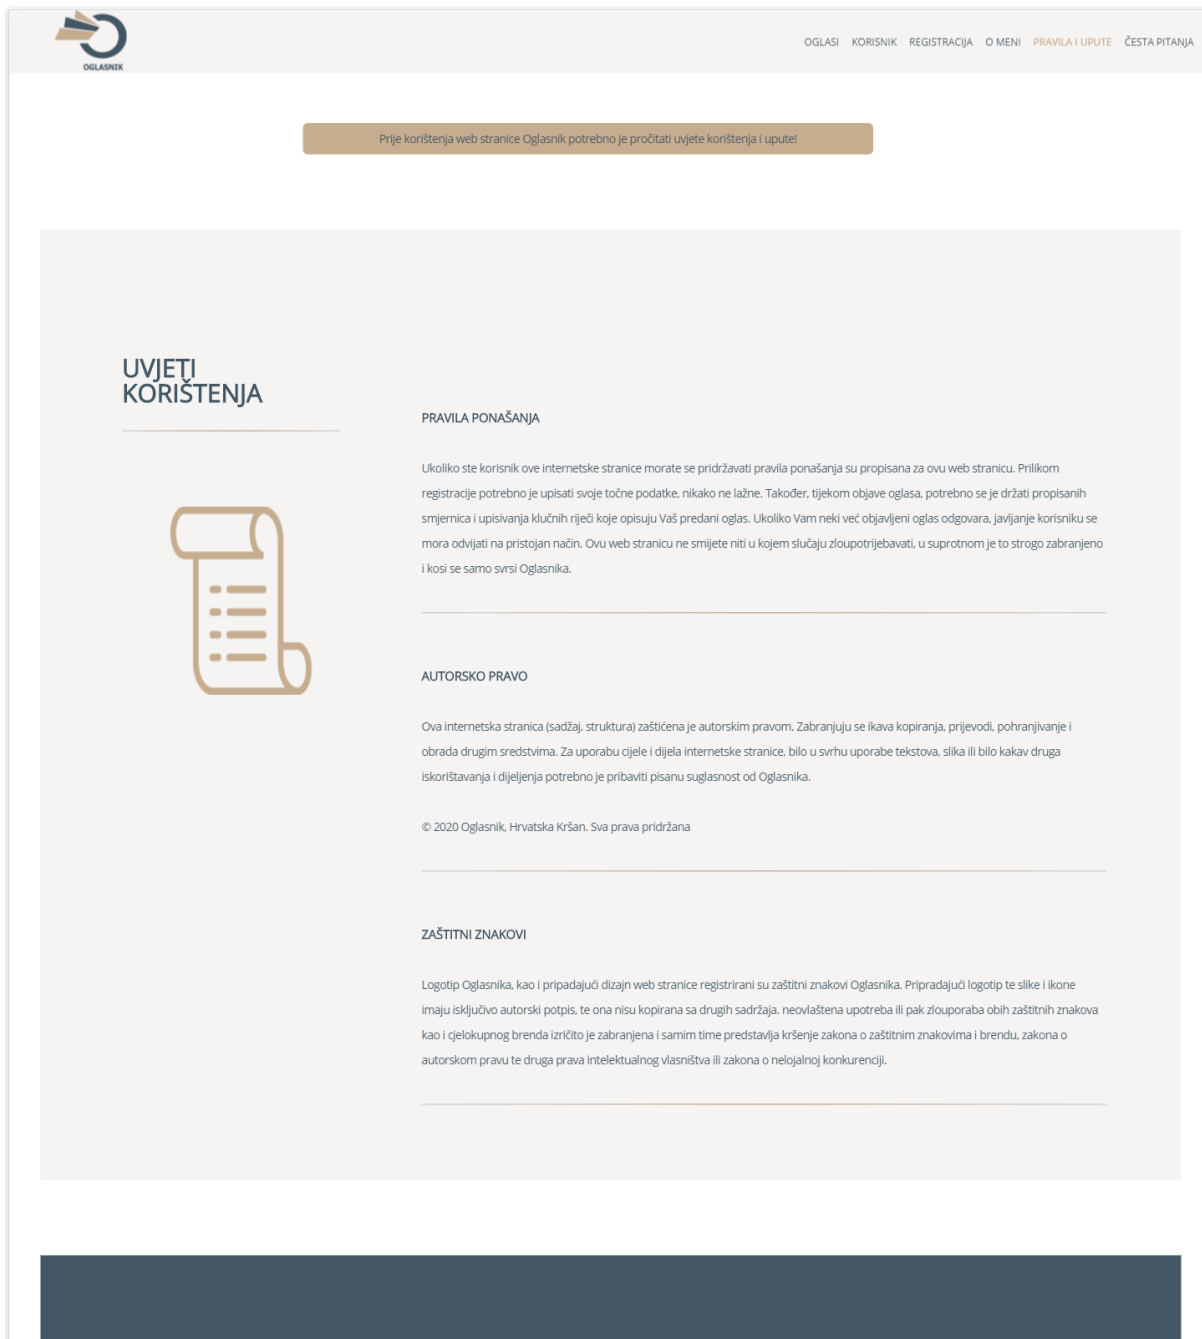 OGLASNIK
OGLASI KORISNIK REGISTRACIJA O MENI PRAVILA I UPUTE ČESTA PITANJA
Prije korištenja web stranice Oglasnik potrebno je pročitati uvjete korištenja i upute!
UVJETI
KORIŠTENJA
PRAVILA PONAŠANJA
Ukoliko ste korisnik ove internetske stranice morate se pridržavati pravila ponašanja su propisana za ovu web stranicu. Prilikom
registracije potrebno je upisati svoje točne podatke, nikako ne lažne. Također, tijekom objave oglasa, potrebno se je držati propisanih
smjernica i upisivanja ključnih riječi koje opisuju Vaš predani oglas. Ukoliko Vam neki već objavljeni oglas odgovara, javljanje korisniku se
mora odvijati na pristojan način. Ovu web stranicu ne smijete niti u kojem slučaju zloupotrijebavati, u suprotnom je to strogo zabranjeno
i kosi se samo svrsi Oglasnika.
AUTORSKO PRAVO
Ova internetska stranica (sadžaj, struktura) zaštićena je autorskim pravom. Zabranjuju se ikava kopiranja, prijevodi, pohranjivanje i
obrada drugim sredstvima. Za uporabu cijele i dijela internetske stranice, bilo u svrhu uporabe tekstova, slika ili bilo kakav druga
iskorištavanja i dijeljenja potrebno je pribaviti pisanu suglasnost od Oglasnika.
© 2020 Oglasnik, Hrvatska Kršan. Sva prava pridržana
ZAŠTITNI ZNAKOVI
Logotip Oglasnika, kao i pripadajući dizajn web stranice registrirani su zaštitni znakovi Oglasnika. Pripradajući logotip te slike i ikone
imaju isključivo autorski potpis, te ona nisu kopirana sa drugih sadržaja. neovlaštena upotreba ili pak zlouporaba obih zaštitnih znakova
kao i cjelokupnog brenda izričito je zabranjena i samim time predstavlja kršenje zakona o zaštitnim znakovima i brendu, zakona o
autorskom pravu te druga prava intelektualnog vlasništva ili zakona o nelojalnoj konkurenciji.